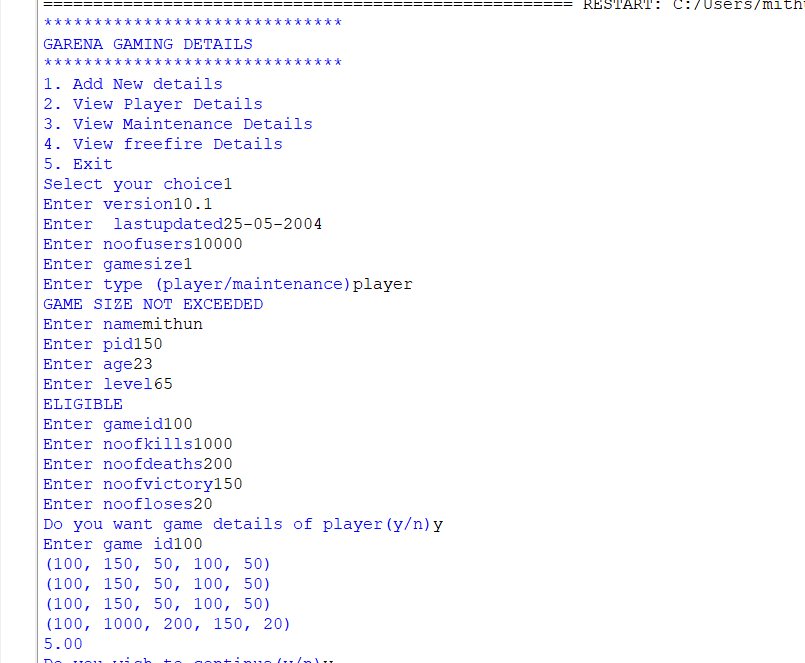 ===================================================== RESTART: C:/Users/mith
*******************************
GARENA GAMING DETAILS
*******************************
1. Add New details
2. View Player Details
3. View Maintenance Details
4. View freefire Details
5. Exit
Select your choice1
Enter version10.1
Enter  lastupdated25-05-2004
Enter noofusers10000
Enter gamesize1
Enter type (player/maintenance)player
GAME SIZE NOT EXCEEDED
Enter namemithun
Enter pid150
Enter age23
Enter level65
ELIGIBLE
Enter gameid100
Enter noofkills1000
Enter noofdeaths200
Enter noofvictory150
Enter noofloses20
Do you want game details of player(y/n)y
Enter game id100
(100, 150, 50, 100, 50)
(100, 150, 50, 100, 50)
(100, 150, 50, 100, 50)
(100, 1000, 200, 150, 20)
5.00
Do you wish to continue(y/n)y